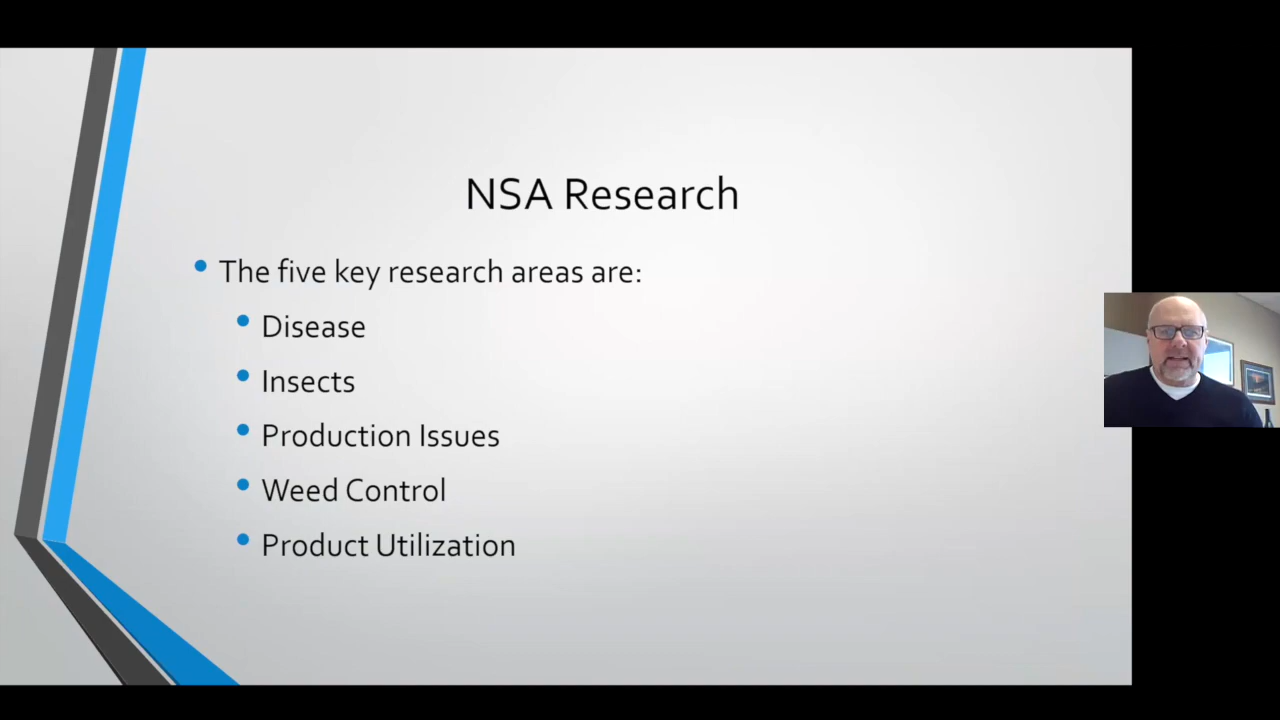 NSA Research
The five key research areas are:
Disease
Insects
Production Issues
Weed Control
Product Utilization